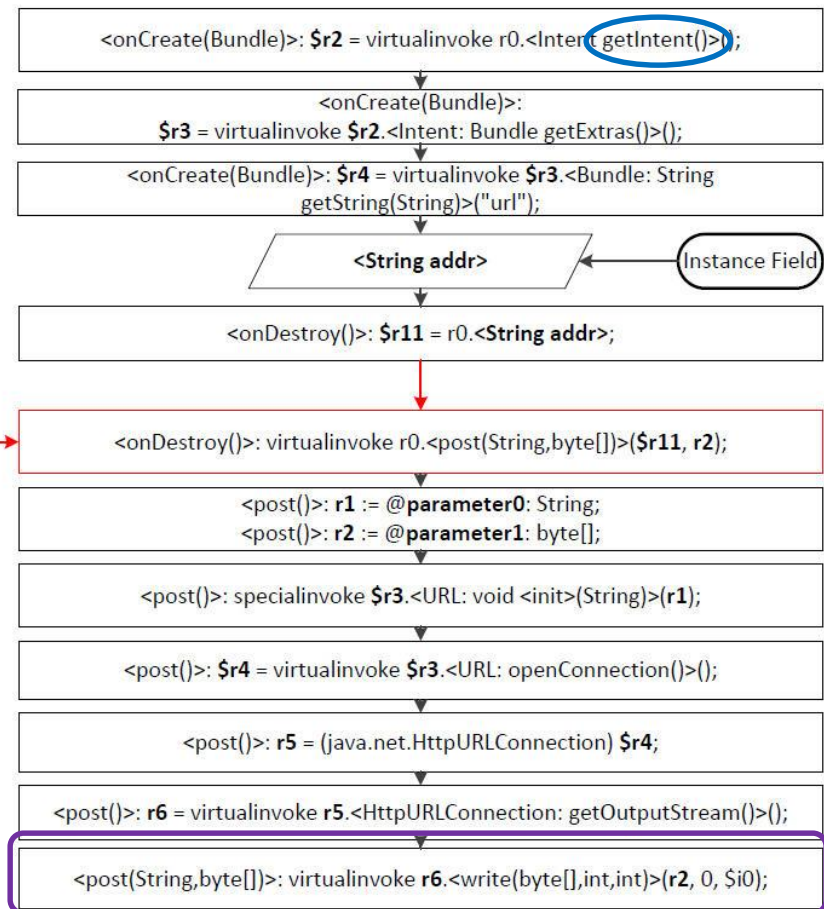 <onCreate(Bundle)>: $r2 = virtualinvoke r0.<Intent getIntent()>();
<onCreate(Bundle)>:
$r3 = virtualinvoke $r2.<Intent: Bundle getExtras()>();
<onCreate(Bundle)>: $r4 = virtualinvoke $r3.<Bundle: String
getString(String)>("url");
<String addr>
Instance Field
<onDestroy()>: $r11 = r0.<String addr>;
<onDestroy()>: virtualinvoke r0.<post(String,byte[])>($r11, r2);
<post()>: r1 := @parameter0: String;
<post()>: r2 := @parameter1: byte[];
<post()>: specialinvoke $r3.<URL: void <init>(String)>(r1);
<post()>: $r4 = virtualinvoke $r3.<URL: openConnection()>();
<post()>: r5 = (java.net.HttpURLConnection) $r4;
<post()>: r6 = virtualinvoke r5.<HttpURLConnection: getOutputStream()>();
<post(String,byte[])>: virtualinvoke r6.<write(byte[],int,int)>(r2, 0, $i0);